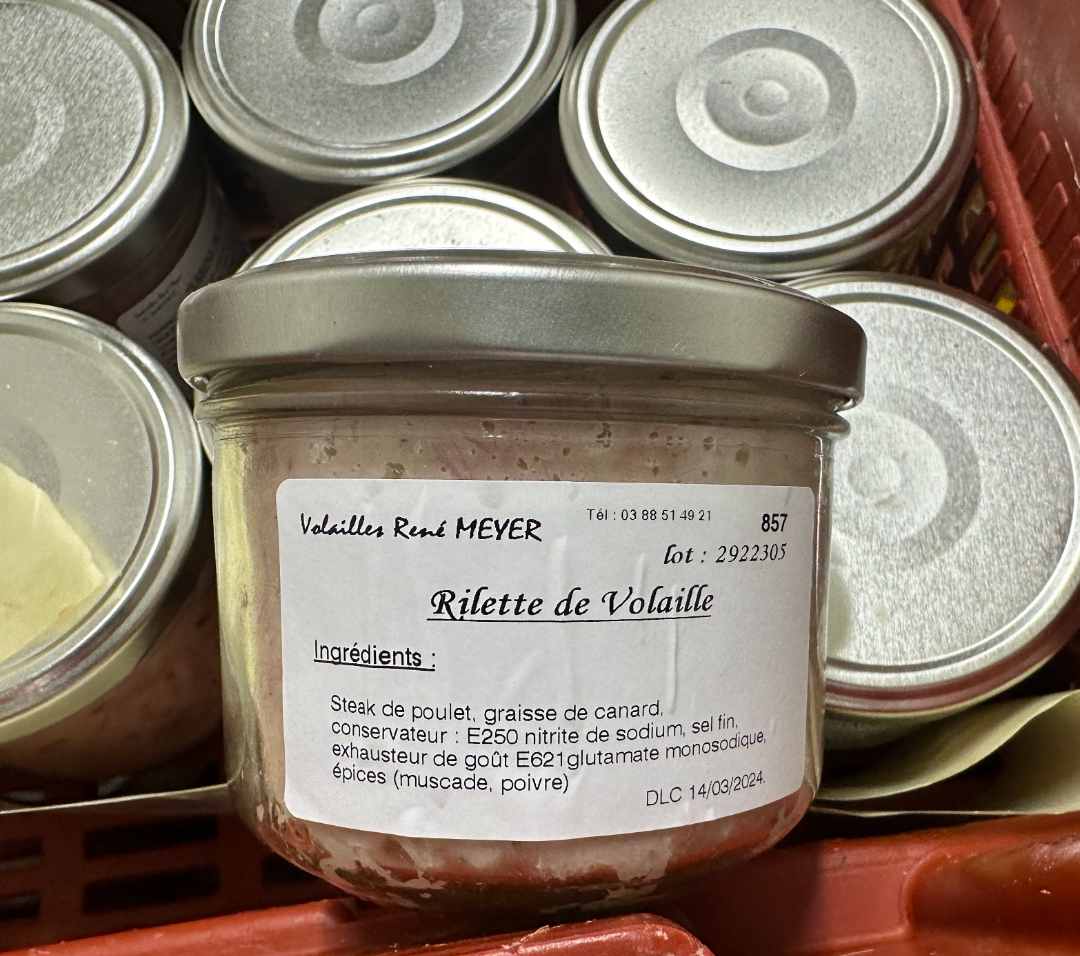 Volailles René MEYER
Tél : 03 88 51 49 21
857
lot : 2922305
Rilette de Volaille
Ingrédients :
Steak de poulet, graisse de canard,
conservateur : E250 nitrite de sodium, sel fin,
exhausteur de goût E621 glutamate monosodique,
épices (muscade, poivre)
DLC 14/03/2024.